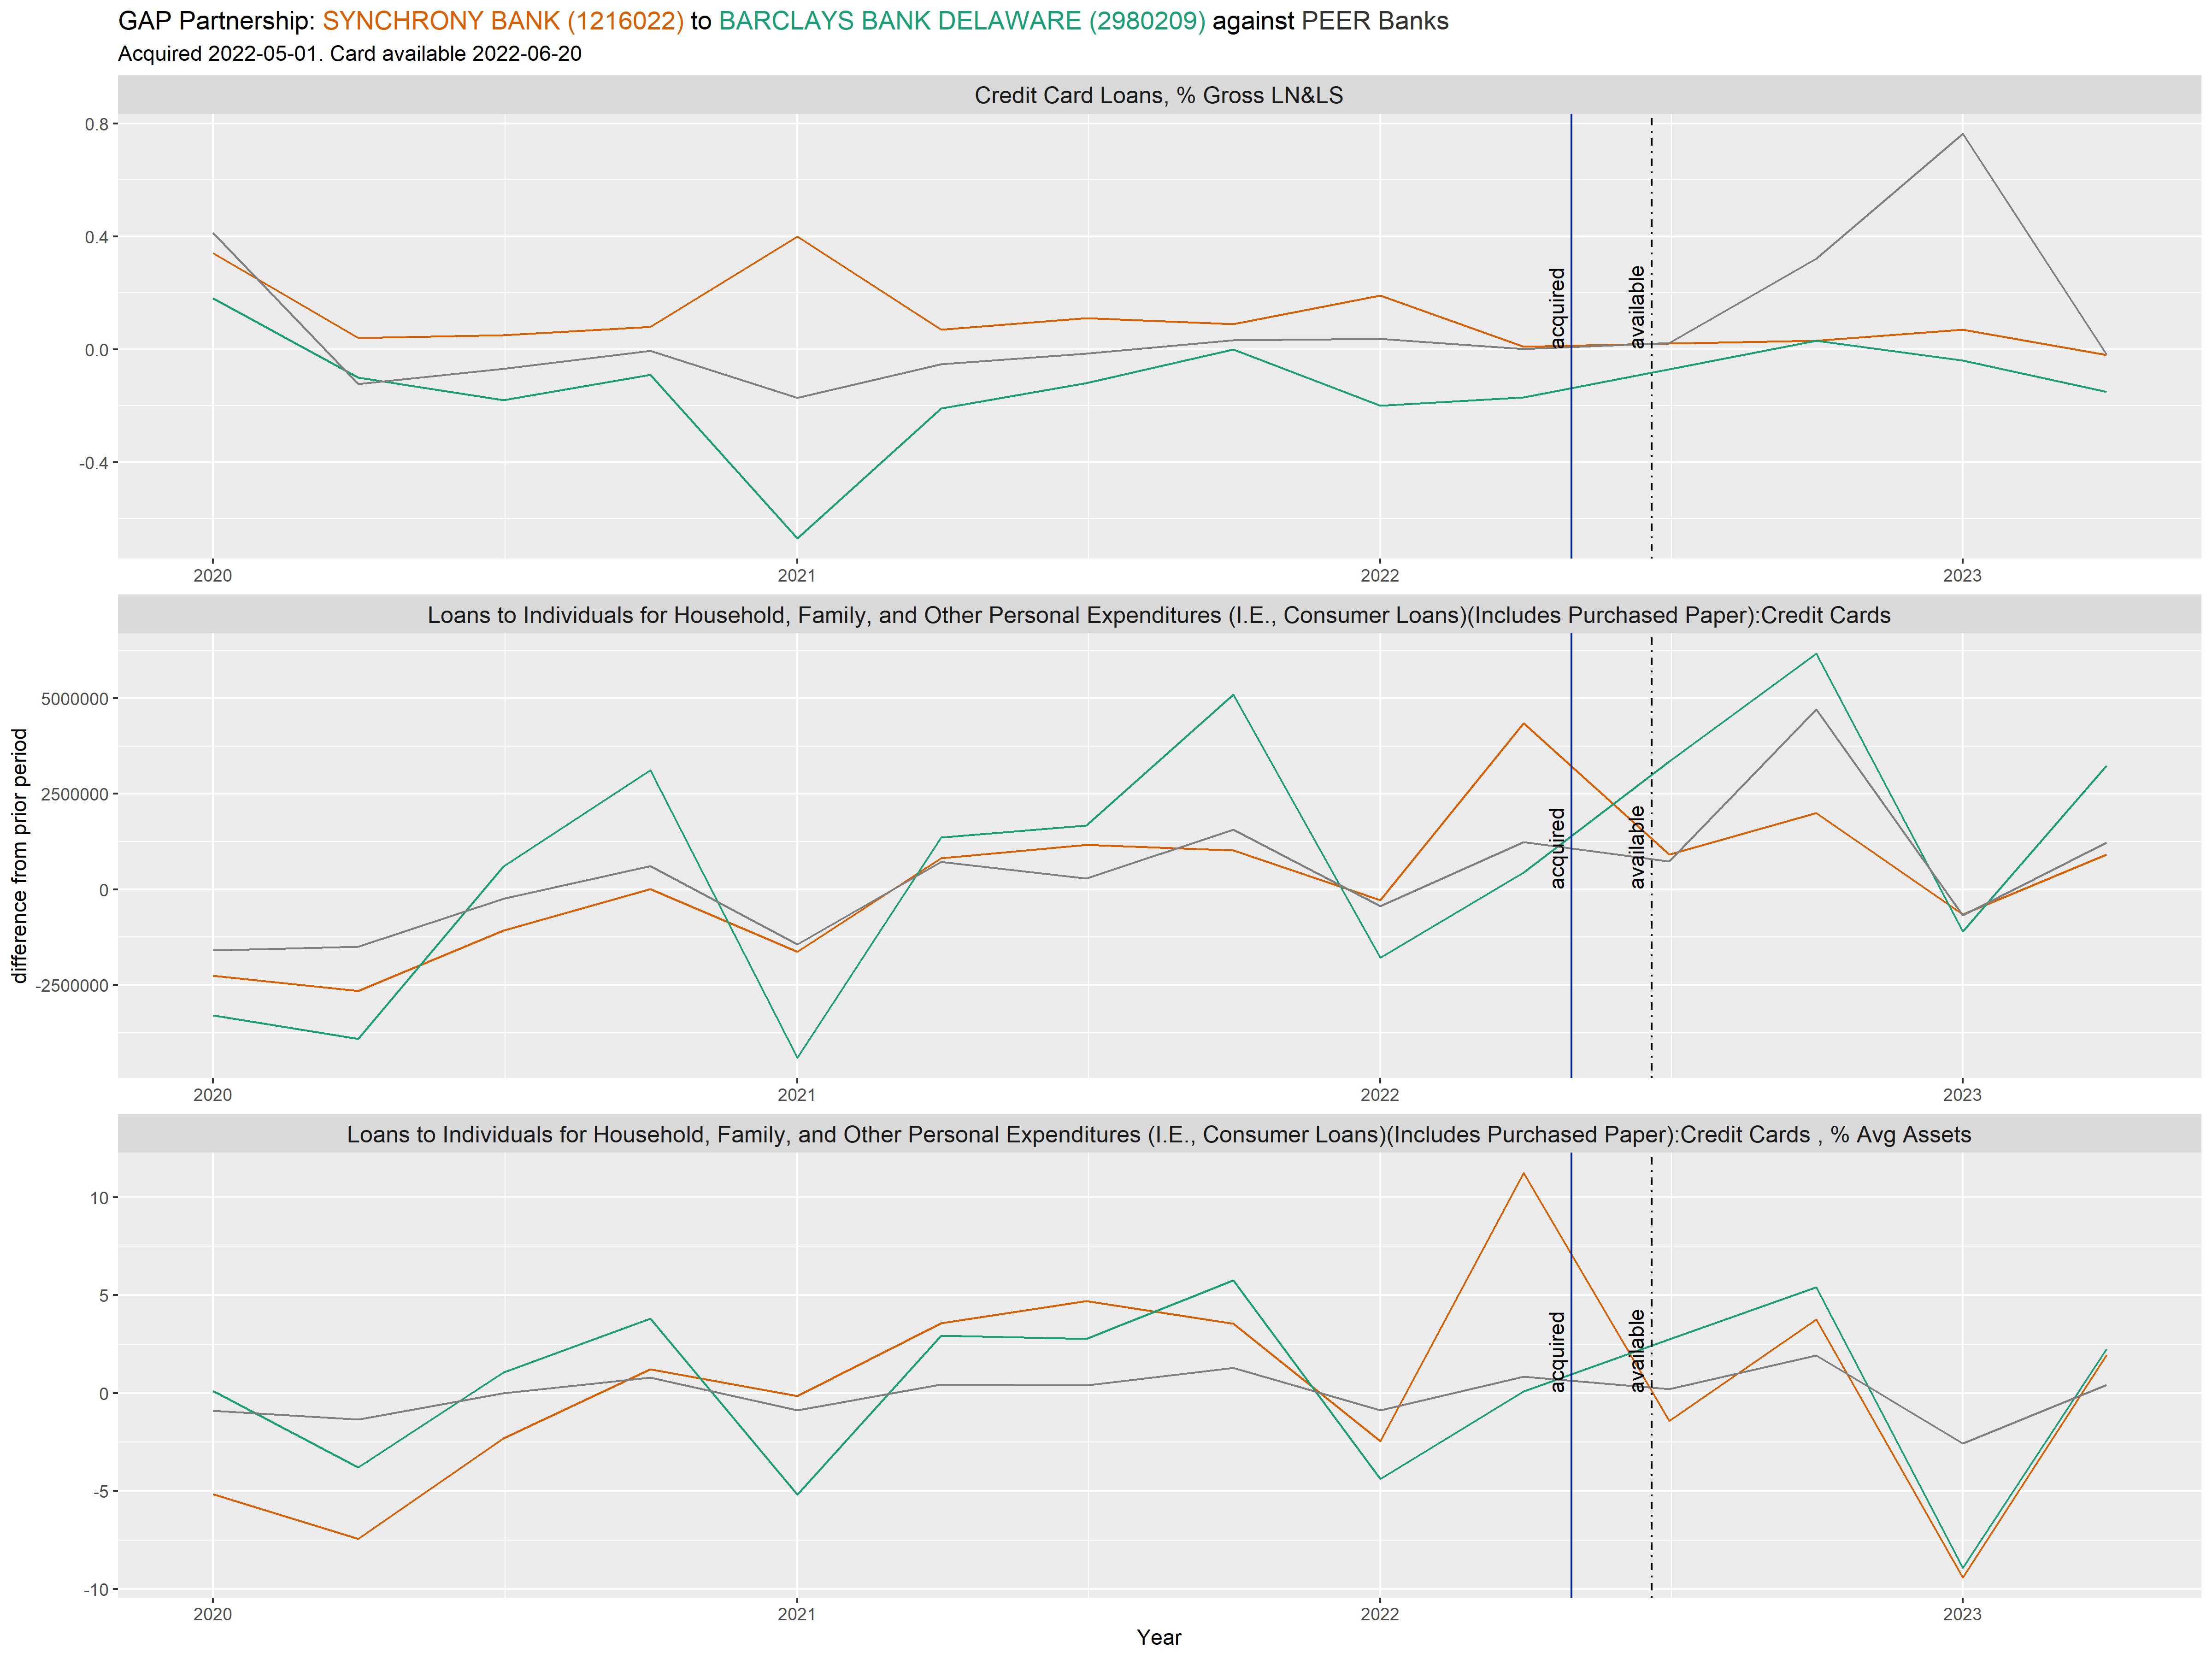 GAP Partnership: SYNCHRONY BANK (1216022) to BARCLAYS BANK DELAWARE (2980209) against PEER Banks
Acquired 2022-05-01. Card available 2022-06-20
Credit Card Loans, % Gross LN&LS
0.8
0.4
0.0
-0.4
acquired
available
2020
2021
2022
2023
Loans to Individuals for Household, Family, and Other Personal Expenditures (I.E., Consumer Loans)(Includes Purchased Paper):Credit Cards
difference from prior period
5000000
2500000
0
-2500000
acquired
available
2020
2021
2022
2023
Loans to Individuals for Household, Family, and Other Personal Expenditures (I.E., Consumer Loans)(Includes Purchased Paper):Credit Cards , % Avg Assets
10
5
0
-5
-10
acquired
available
2020
2021
2022
2023
Year